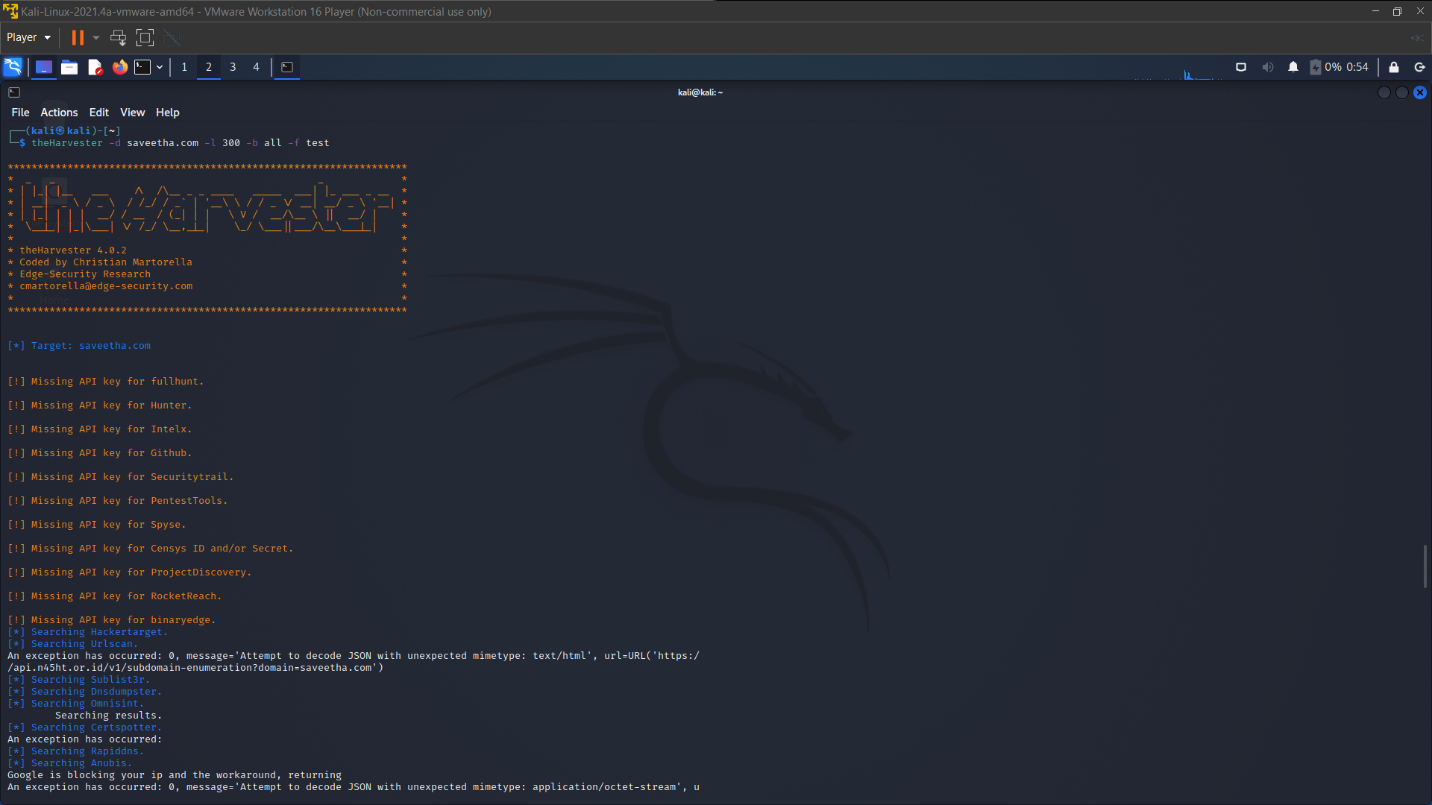 Kali-Linux-2021.4a-vmware-amd64 - VMware Workstation 16 Player (Non-commercial use only)
Player
1 2 3 4
0% 0:54
kali@kali: ~
File Actions Edit View Help
(kali㉿kali)-[~]
$ theHarvester -d saveetha.com -l 300 -b all -f test
*******************************************************************
theHarvester
* theHarvester 4.0.2 *
* Coded by Christian Martorella *
* Edge-Security Research *
* cmartorella@edge-security.com *
* *
*******************************************************************
[*] Target: saveetha.com
[!] Missing API key for fullhunt.
[!] Missing API key for Hunter.
[!] Missing API key for Intelx.
[!] Missing API key for Github.
[!] Missing API key for Securitytrail.
[!] Missing API key for PentestTools.
[!] Missing API key for Spyse.
[!] Missing API key for Censys ID and/or Secret.
[!] Missing API key for ProjectDiscovery.
[!] Missing API key for RocketReach.
[!] Missing API key for binaryedge.
[*] Searching Hackertarget.
[*] Searching Urlscan.
An exception has occurred: 0, message='Attempt to decode JSON with unexpected mimetype: text/html', url=URL('https:/
/api.n45ht.or.id/v1/subdomain-enumeration?domain=saveetha.com')
[*] Searching Sublist3r.
[*] Searching Dnsdumpster.
[*] Searching Omnisint.
Searching results.
[*] Searching Certspotter.
An exception has occurred:
[*] Searching Rapiddns.
[*] Searching Anubis.
Google is blocking your ip and the workaround, returning
An exception has occurred: 0, message='Attempt to decode JSON with unexpected mimetype: application/octet-stream', u